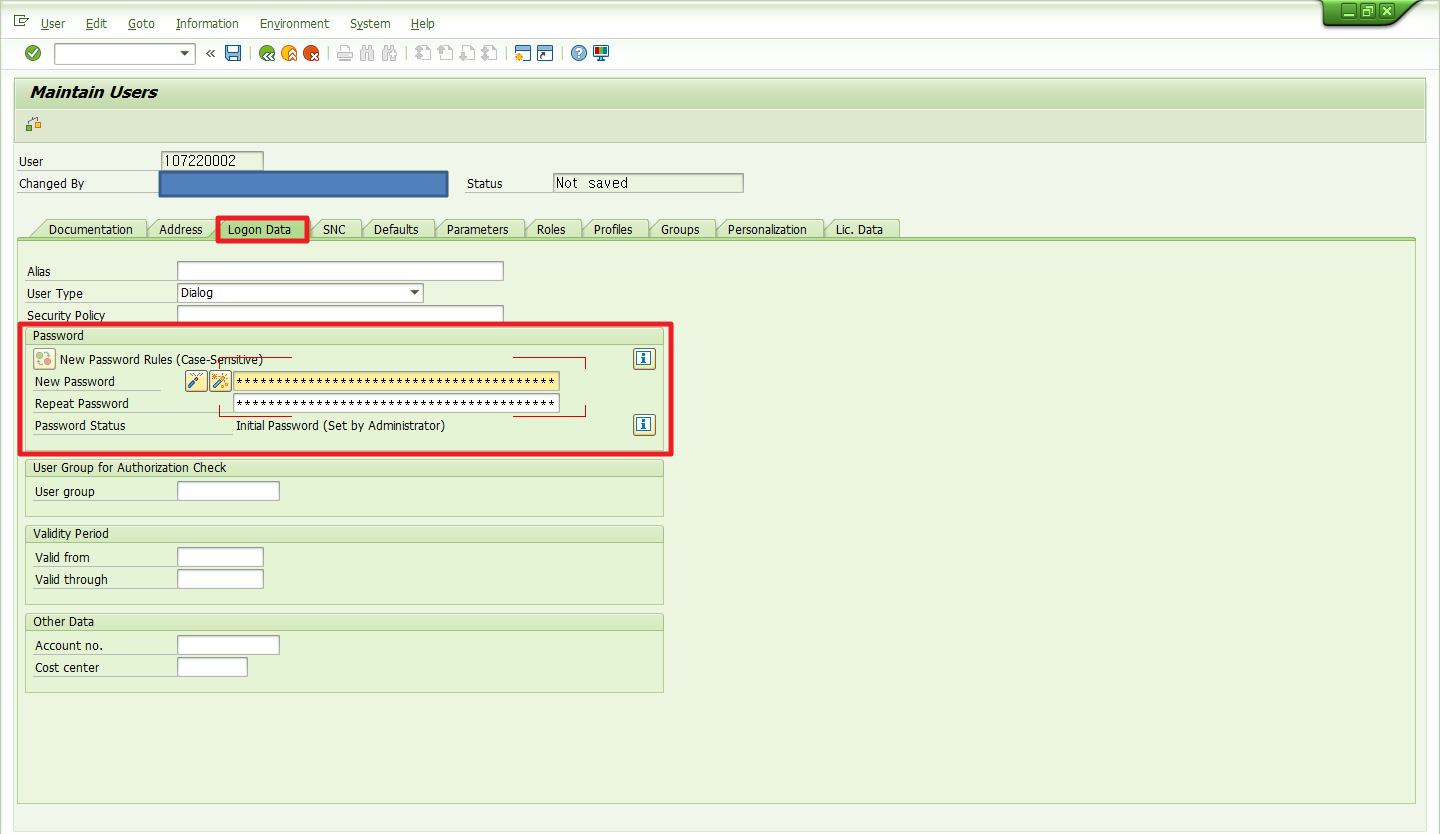 User Edit Goto Information Environment System Help
Maintain Users
User 107220002
Changed By Status Not saved
Documentation Address Logon Data SNC Defaults Parameters Roles Profiles Groups Personalization Lic. Data
Alias
User Type Dialog
Security Policy
Password
New Password Rules (Case-Sensitive)
New Password ****************************************
Repeat Password ****************************************
Password Status Initial Password (Set by Administrator)
User Group for Authorization Check
User group
Validity Period
Valid from
Valid through
Other Data
Account no.
Cost center